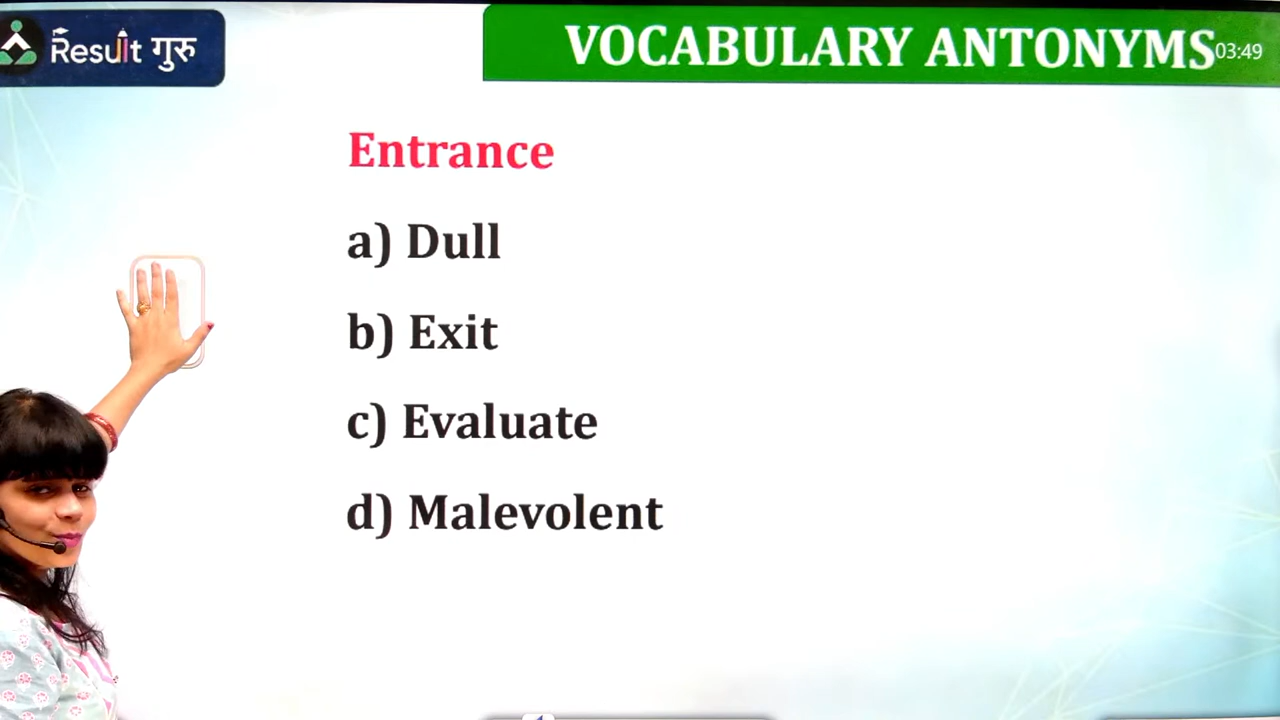 Result गुरु
VOCABULARY ANTONYMS
03:49
Entrance
a) Dull
b) Exit
c) Evaluate
d) Malevolent